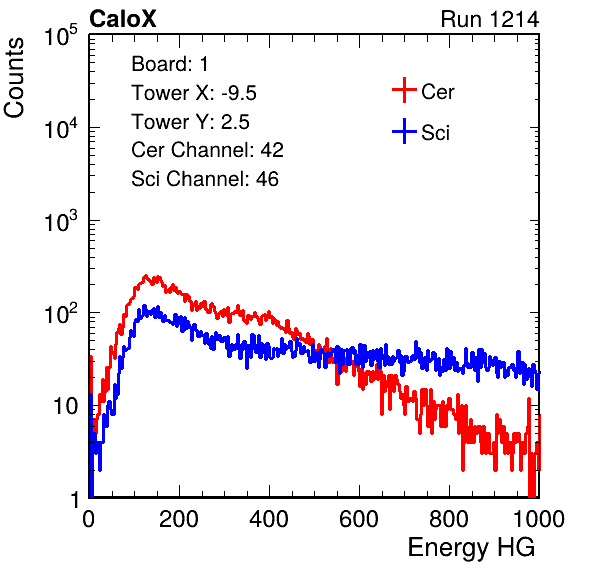 CaloX Run 1214
Counts
10^5
10^4
10^3
10^2
10
1
Board: 1
Tower X: -9.5
Tower Y: 2.5
Cer Channel: 42
Sci Channel: 46
Cer
Sci
0 200 400 600 800 1000
Energy HG